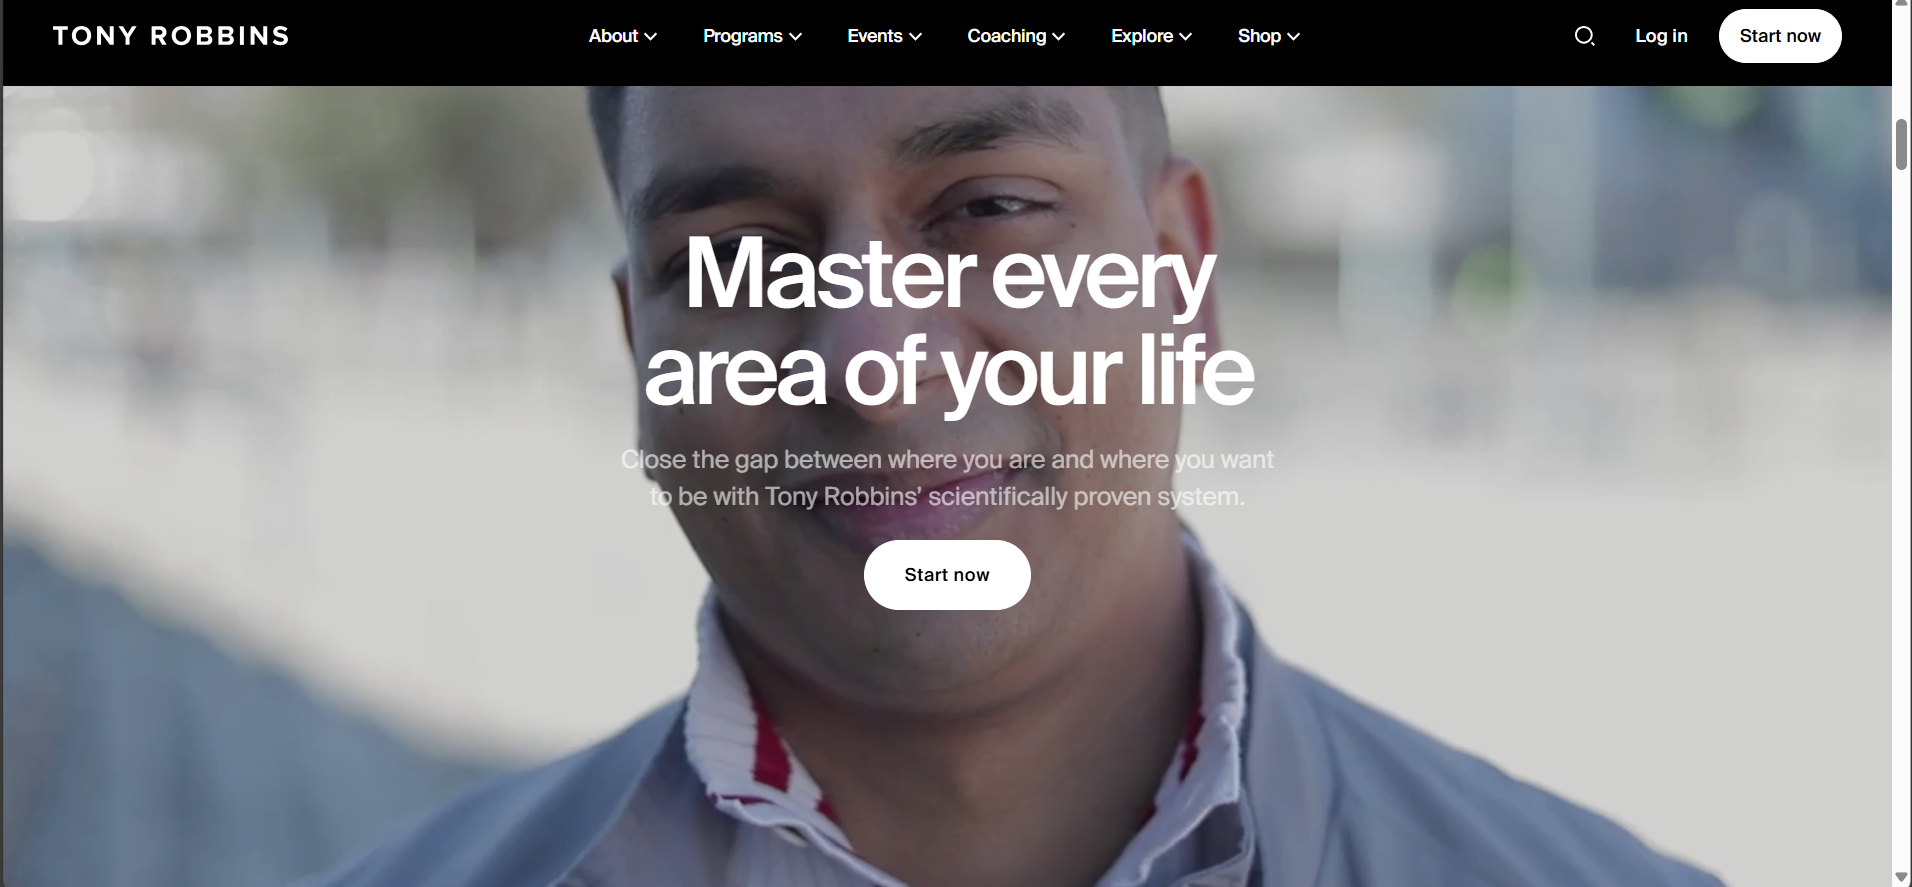 TONY ROBBINS
About
Programs
Events
Coaching
Explore
Shop
Log in
Start now
Master every
area of your life
Close the gap between where you are and where you want
to be with Tony Robbins’ scientifically proven system.
Start now